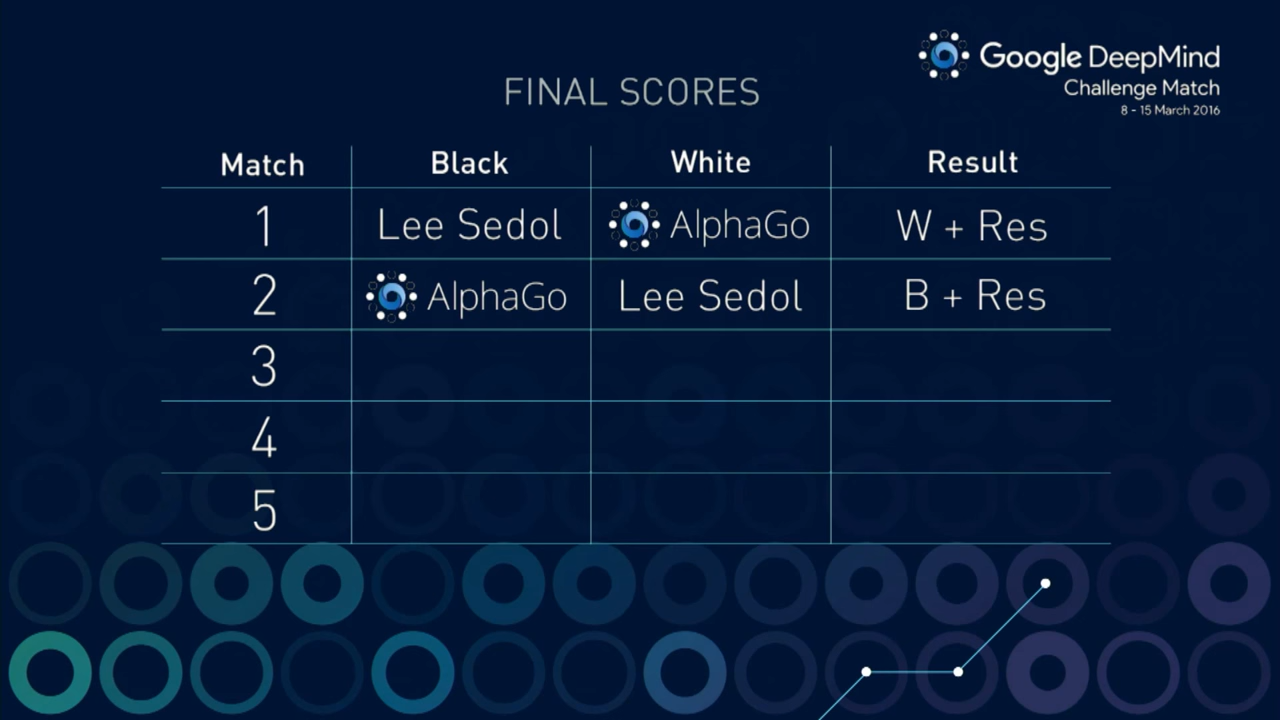 Google DeepMind
Challenge Match
8 - 15 March 2016
FINAL SCORES
Match Black White Result
1 Lee Sedol AlphaGo W + Res
2 AlphaGo Lee Sedol B + Res
3
4
5